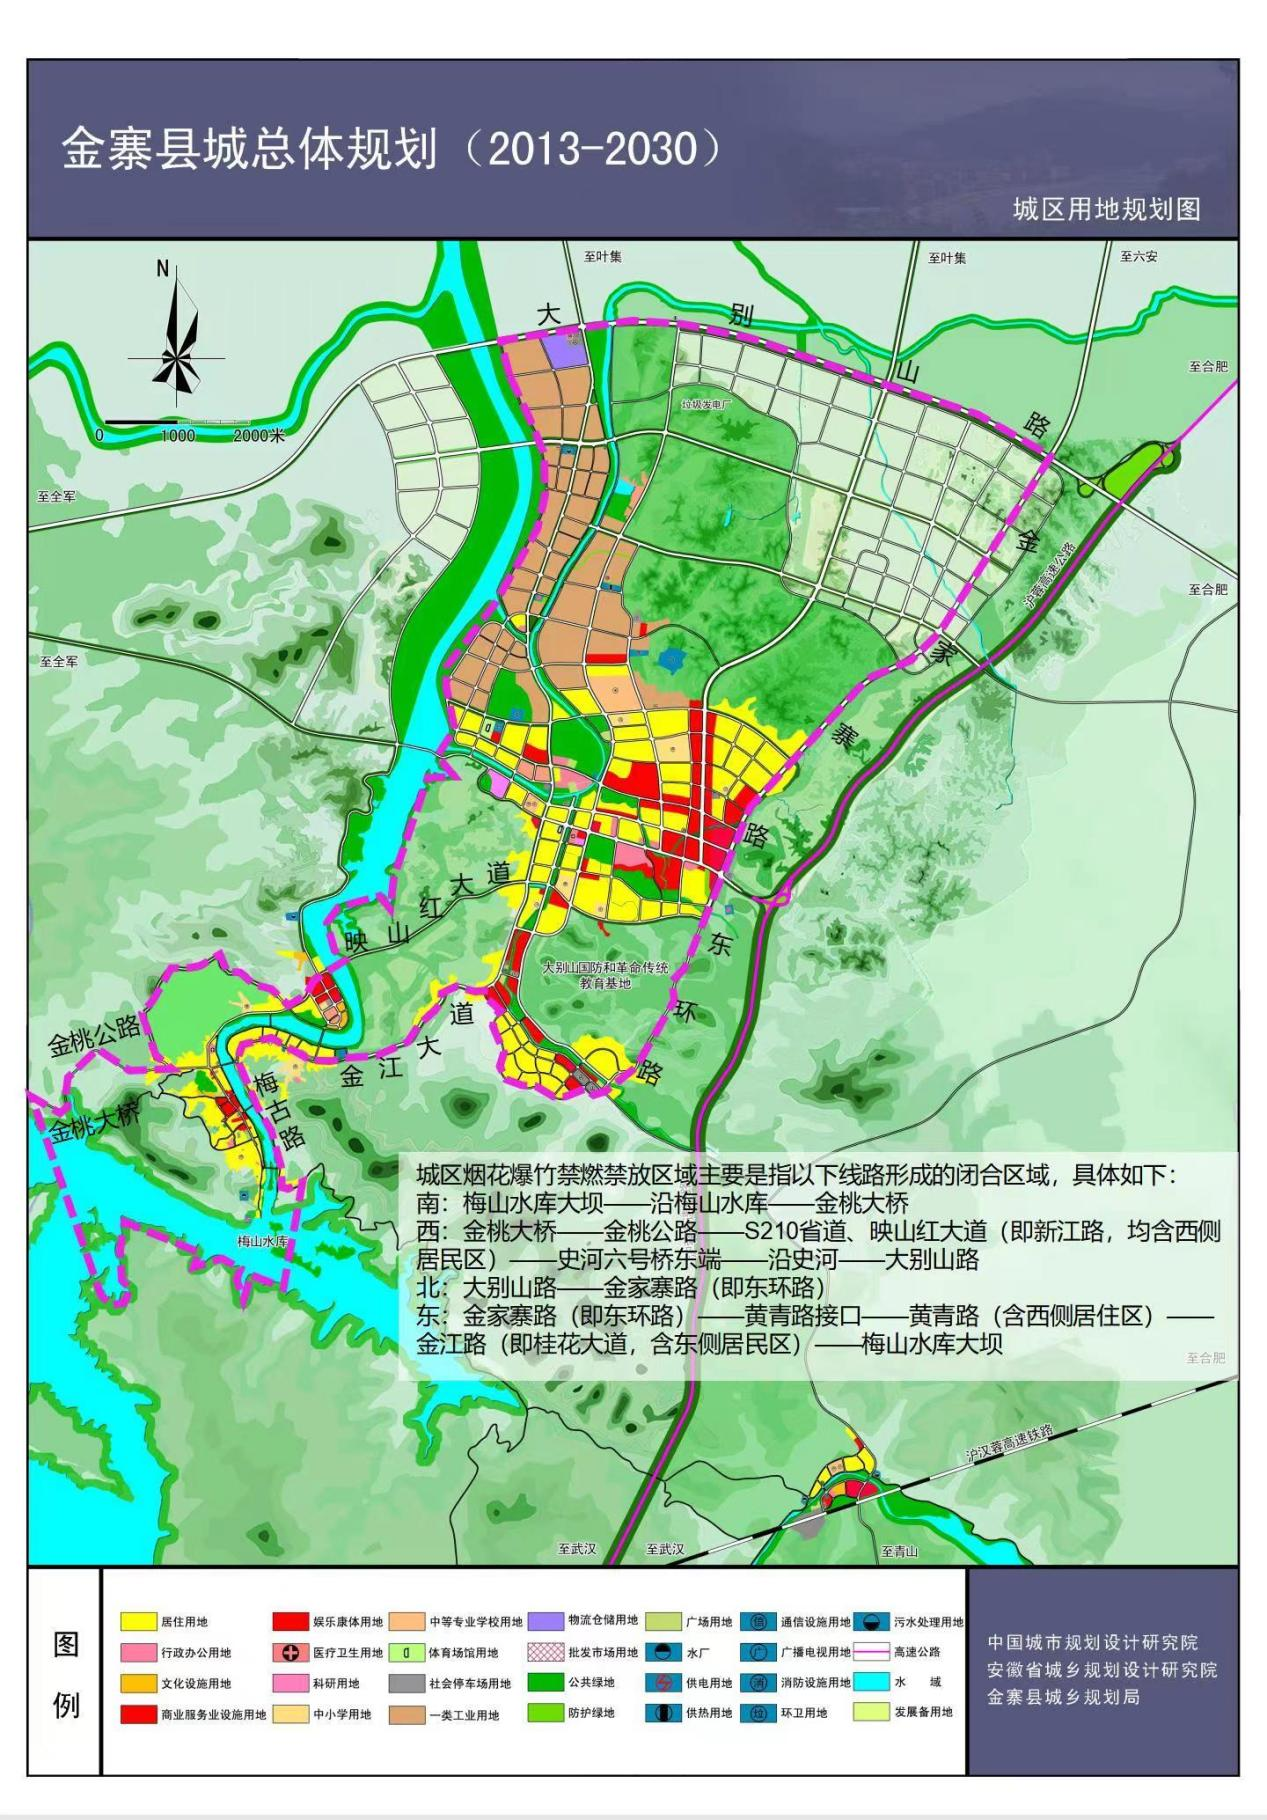 金寨县城总体规划（2013-2030）
城区用地规划图
至叶集
至叶集
至六安
N
大
别
山
路
至合肥
垃圾发电厂
0 1000 2000米
至全军
金
沪蓉高速公路
至合肥
至全军
家
寨
路
映山红大道
东
大别山国防和革命传统
教育基地
环
路
金桃公路
金江大道
梅古路
金桃大桥
梅山水库
城区烟花爆竹禁燃禁放区域主要是指以下线路形成的闭合区域，具体如下：
南：梅山水库大坝——沿梅山水库——金桃大桥
西：金桃大桥——金桃公路——S210省道、映山红大道（即新江路，均含西侧
居民区）——史河六号桥东端——沿史河——大别山路
北：大别山路——金家寨路（即东环路）
东：金家寨路（即东环路）——黄青路接口——黄青路（含西侧居住区）——
金江路（即桂花大道，含东侧居民区）——梅山水库大坝
至合肥
沪汉蓉高速铁路
至武汉
至武汉
至青山
图例
居住用地 娱乐康体用地 中等专业学校用地 物流仓储用地 广场用地 信 通信设施用地 污水处理用地
行政办公用地 医疗卫生用地 体育场馆用地 批发市场用地 水厂 广 广播电视用地 高速公路
文化设施用地 科研用地 社会停车场用地 公共绿地 供电用地 消 消防设施用地 水域
商业服务业设施用地 中小学用地 一类工业用地 防护绿地 供热用地 垃 环卫用地 发展备用地
中国城市规划设计研究院
安徽省城乡规划设计研究院
金寨县城乡规划局